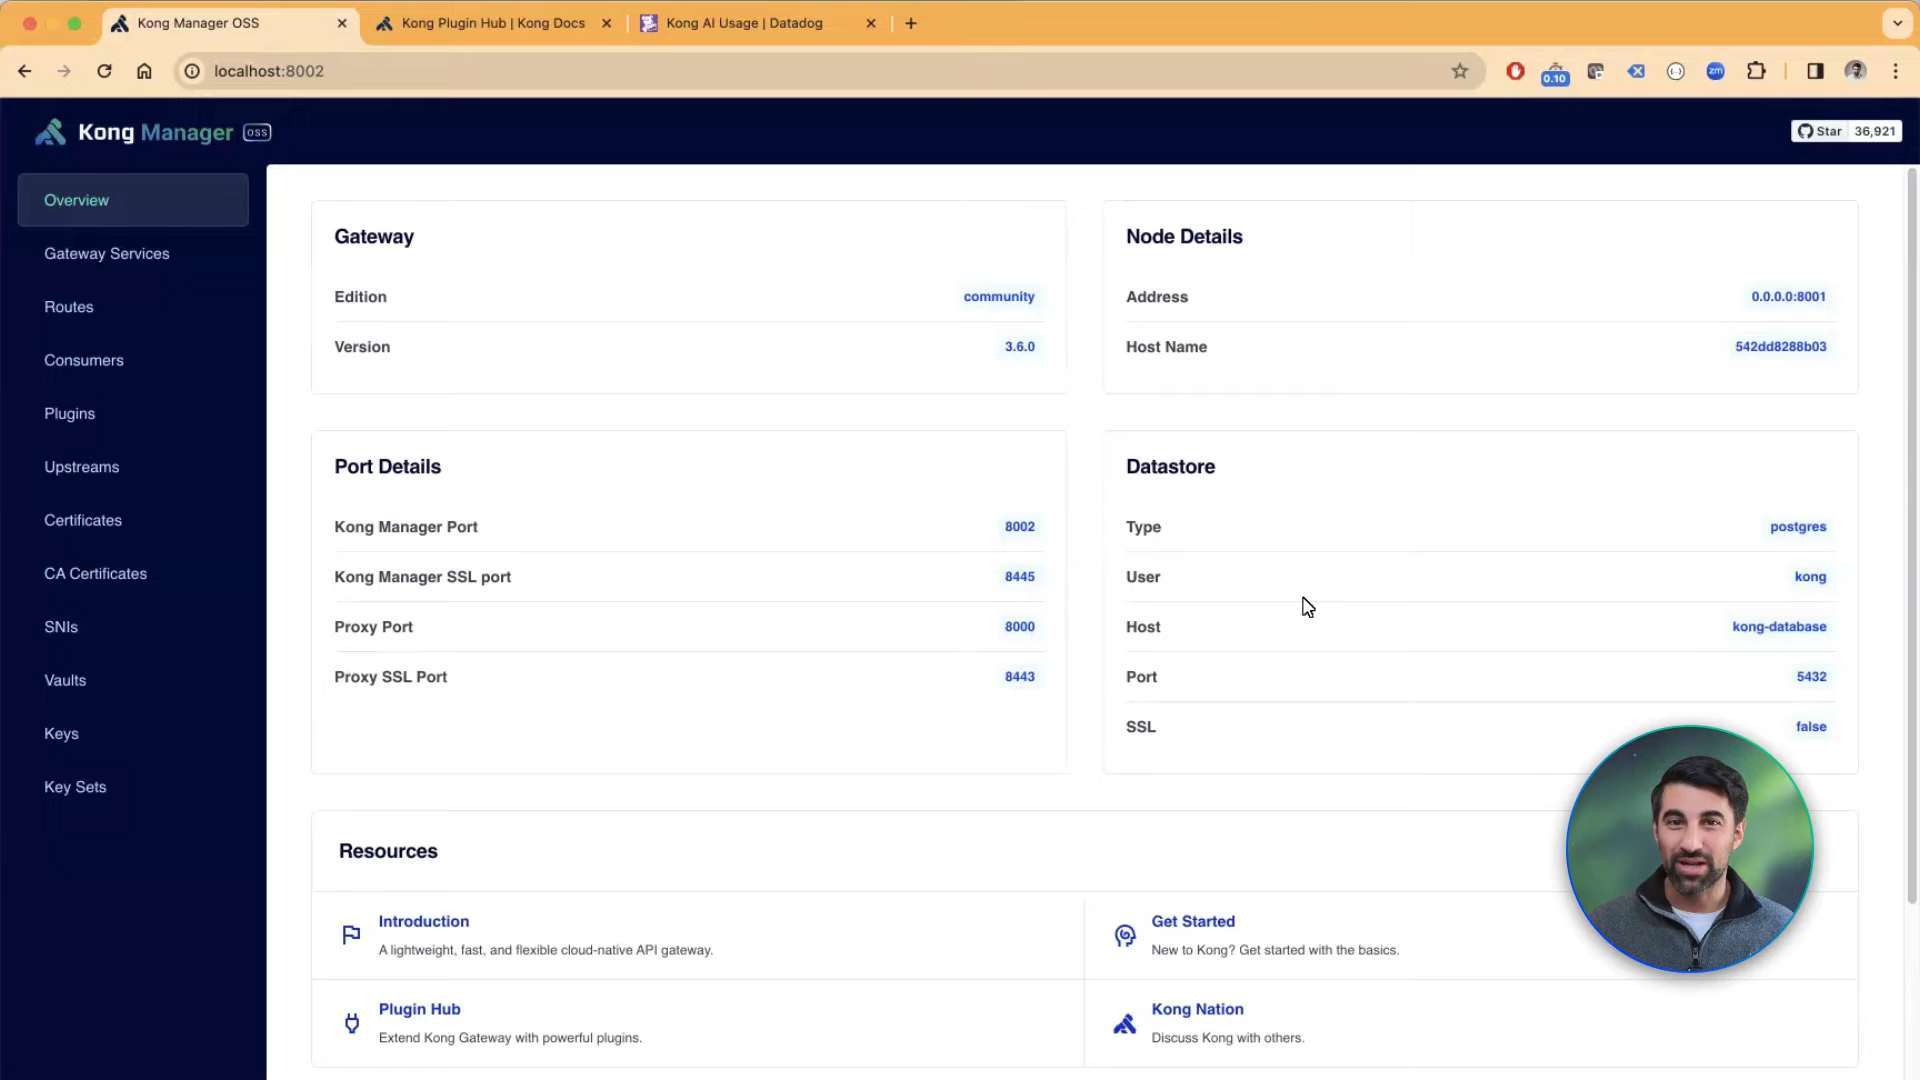 Kong Manager OSS
Kong Plugin Hub | Kong Docs
Kong AI Usage | Datadog
localhost:8002
0.10
zm
Kong Manager OSS
Star 36,921
Overview
Gateway Services
Routes
Consumers
Plugins
Upstreams
Certificates
CA Certificates
SNIs
Vaults
Keys
Key Sets
Gateway
Edition community
Version 3.6.0
Node Details
Address 0.0.0.0:8001
Host Name 542dd8288b03
Port Details
Kong Manager Port 8002
Kong Manager SSL port 8445
Proxy Port 8000
Proxy SSL Port 8443
Datastore
Type postgres
User kong
Host kong-database
Port 5432
SSL false
Resources
Introduction
A lightweight, fast, and flexible cloud-native API gateway.
Get Started
New to Kong? Get started with the basics.
Plugin Hub
Extend Kong Gateway with powerful plugins.
Kong Nation
Discuss Kong with others.